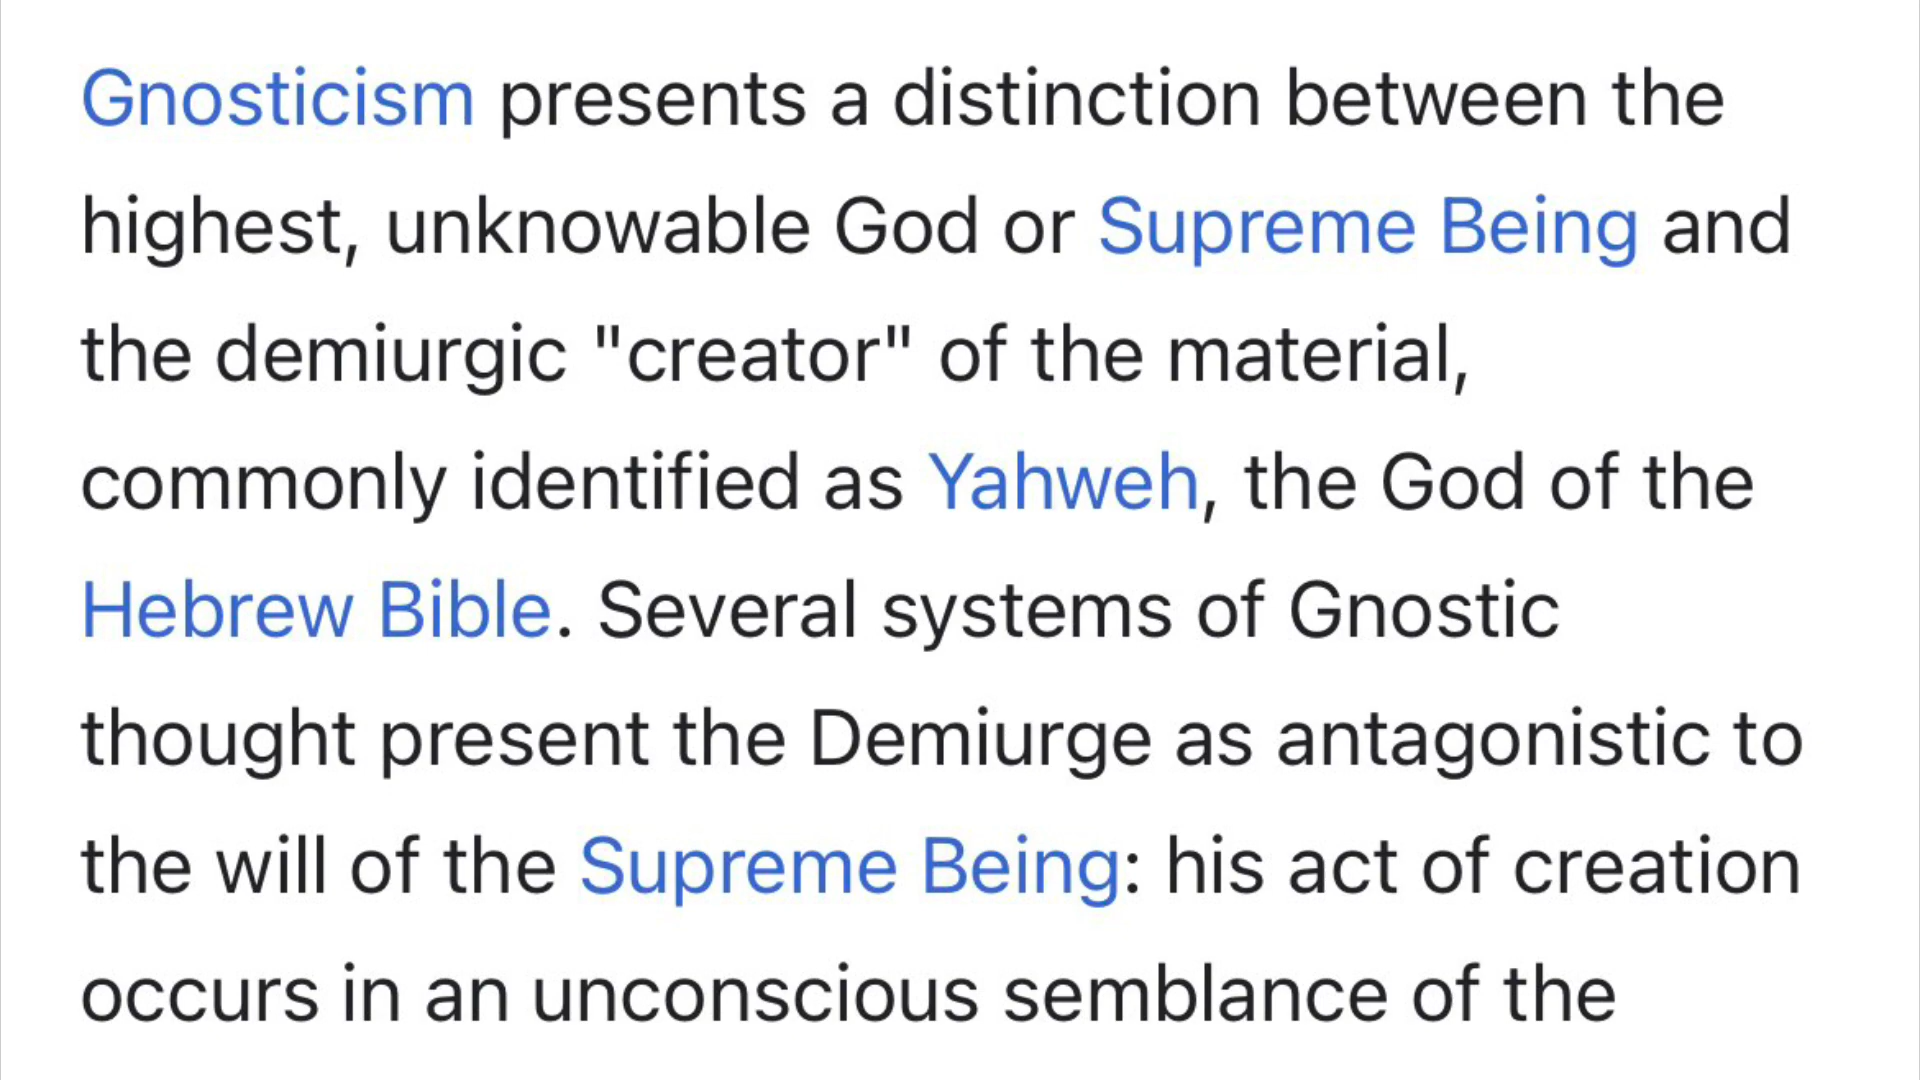 Gnosticism presents a distinction between the
highest, unknowable God or Supreme Being and
the demiurgic "creator" of the material,
commonly identified as Yahweh, the God of the
Hebrew Bible. Several systems of Gnostic
thought present the Demiurge as antagonistic to
the will of the Supreme Being: his act of creation
occurs in an unconscious semblance of the